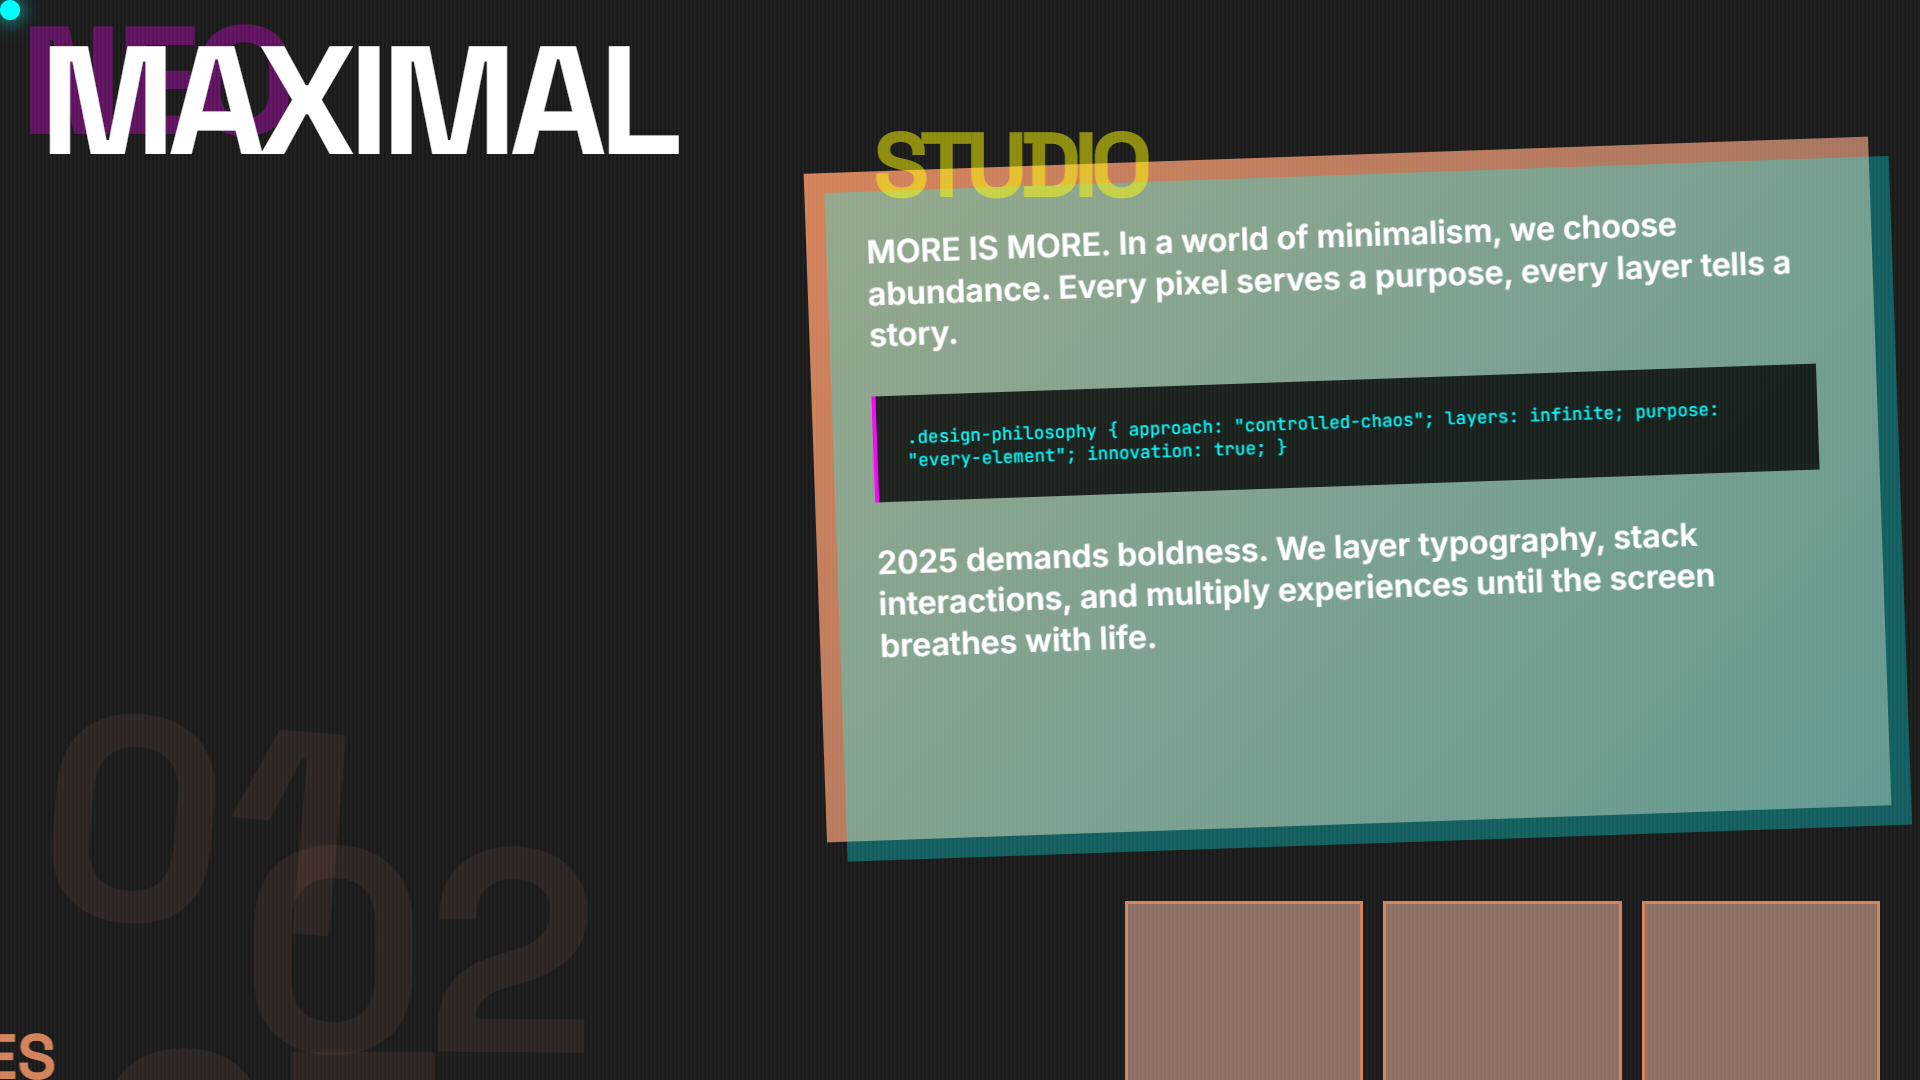 NEO
MAXIMAL
STUDIO
MORE IS MORE. In a world of minimalism, we choose
abundance. Every pixel serves a purpose, every layer tells a
story.
.design-philosophy { approach: "controlled-chaos"; layers: infinite; purpose:
"every-element"; innovation: true; }
2025 demands boldness. We layer typography, stack
interactions, and multiply experiences until the screen
breathes with life.
01
02
ES